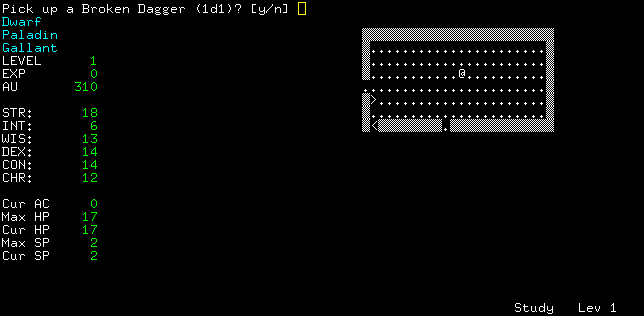 Pick up a Broken Dagger (1d1)? [y/n]
Dwarf
Paladin
Gallant
LEVEL 1
EXP 0
AU 310
STR: 18
INT: 6
WIS: 13
DEX: 14
CON: 14
CHR: 12
Cur AC 0
Max HP 17
Cur HP 17
Max SP 2
Cur SP 2
@
>
<
Study Lev 1